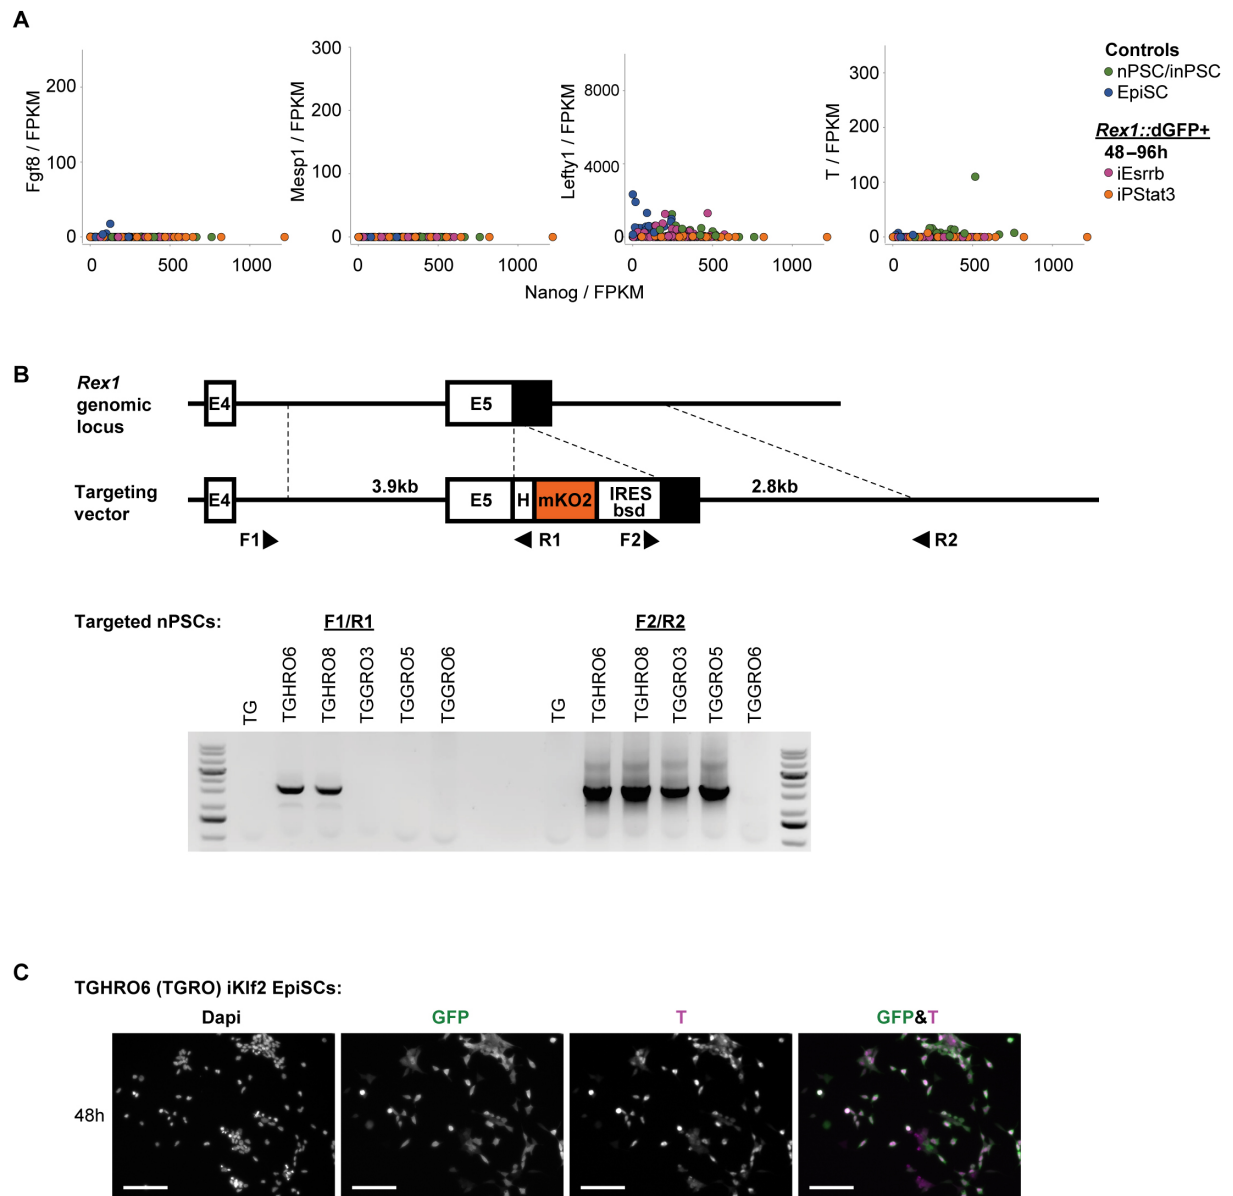 A
Fgf8 / FPKM
200
100
0
0 500 1000
Mesp1 / FPKM
300
200
100
0
0 500 1000
Lefty1 / FPKM
8000
4000
0
0 500 1000
T / FPKM
300
200
100
0
0 500 1000
Nanog / FPKM
Controls
nPSC/inPSC
EpiSC
Rex1::dGFP+
48–96h
iEsrrb
iPStat3
B
Rex1
genomic
locus
E4 E5
Targeting
vector
E4 3.9kb E5 H mKO2 IRES
bsd
2.8kb
F1 R1 F2 R2
Targeted nPSCs: F1/R1 F2/R2
TG TGHRO6 TGHRO8 TGGRO3 TGGRO5 TGGRO6 TG TGHRO6 TGHRO8 TGGRO3 TGGRO5 TGGRO6
C
TGHRO6 (TGRO) iKlf2 EpiSCs:
Dapi GFP T GFP&T
48h